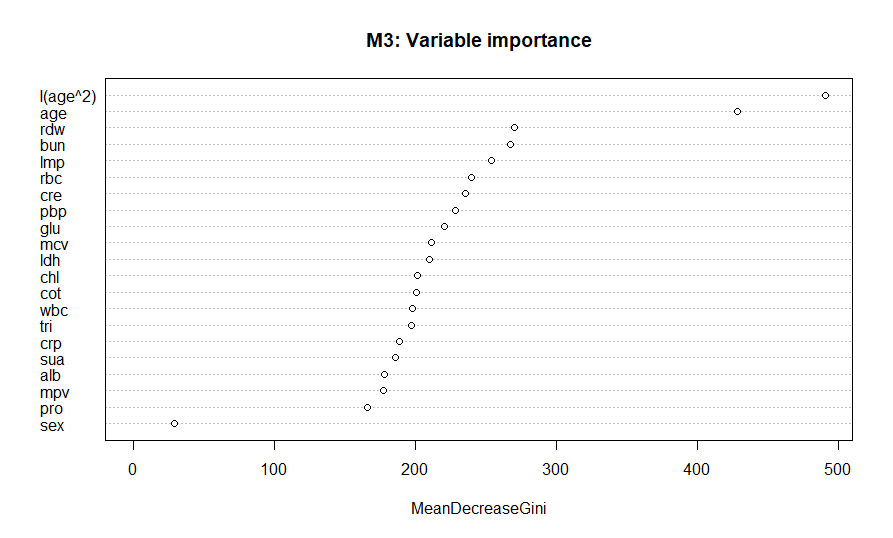 M3: Variable importance
I(age^2)
age
rdw
bun
lmp
rbc
cre
pbp
glu
mcv
ldh
chl
cot
wbc
tri
crp
sua
alb
mpv
pro
sex
0 100 200 300 400 500
MeanDecreaseGini